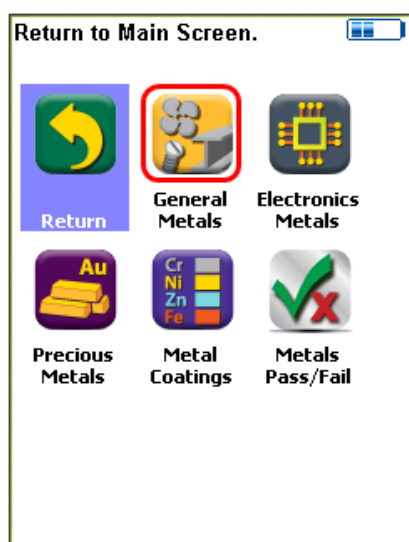 Return to Main Screen.
Return
General
Metals
Electronics
Metals
Au
Precious
Metals
Cr
Ni
Zn
Fe
Metal
Coatings
Metals
Pass/Fail